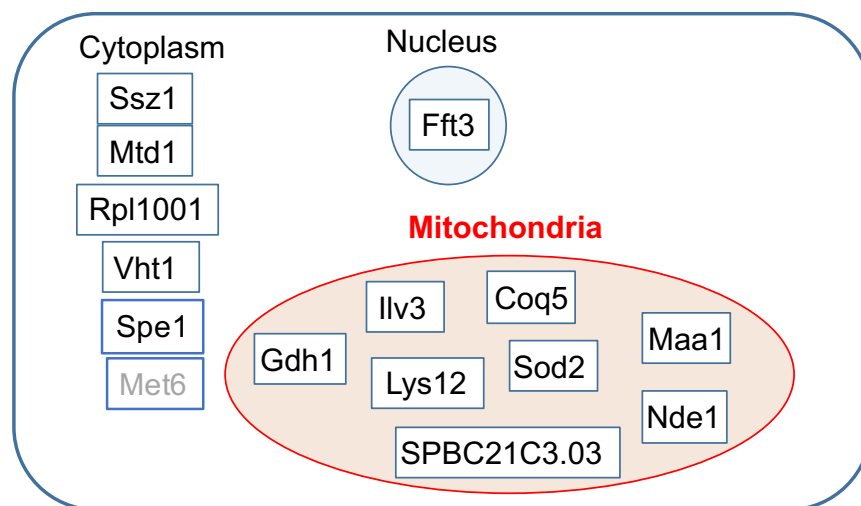 Cytoplasm
Ssz1
Mtd1
Rpl1001
Vht1
Spe1
Met6
Nucleus
Fft3
Mitochondria
Ilv3
Coq5
Maa1
Gdh1
Lys12
Sod2
Nde1
SPBC21C3.03